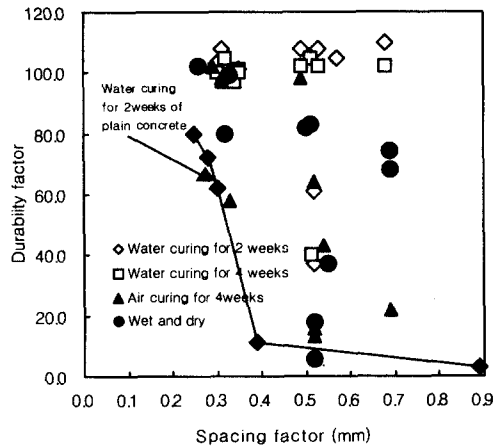 120.0
100.0
80.0
60.0
40.0
20.0
0.0
Durabiity factor
Water curing
for 2weeks of
plain concrete
Water curing for 2 weeks
Water curing for 4 weeks
Air curing for 4weeks
Wet and dry
0.0 0.1 0.2 0.3 0.4 0.5 0.6 0.7 0.8 0.9
Spacing factor (mm)